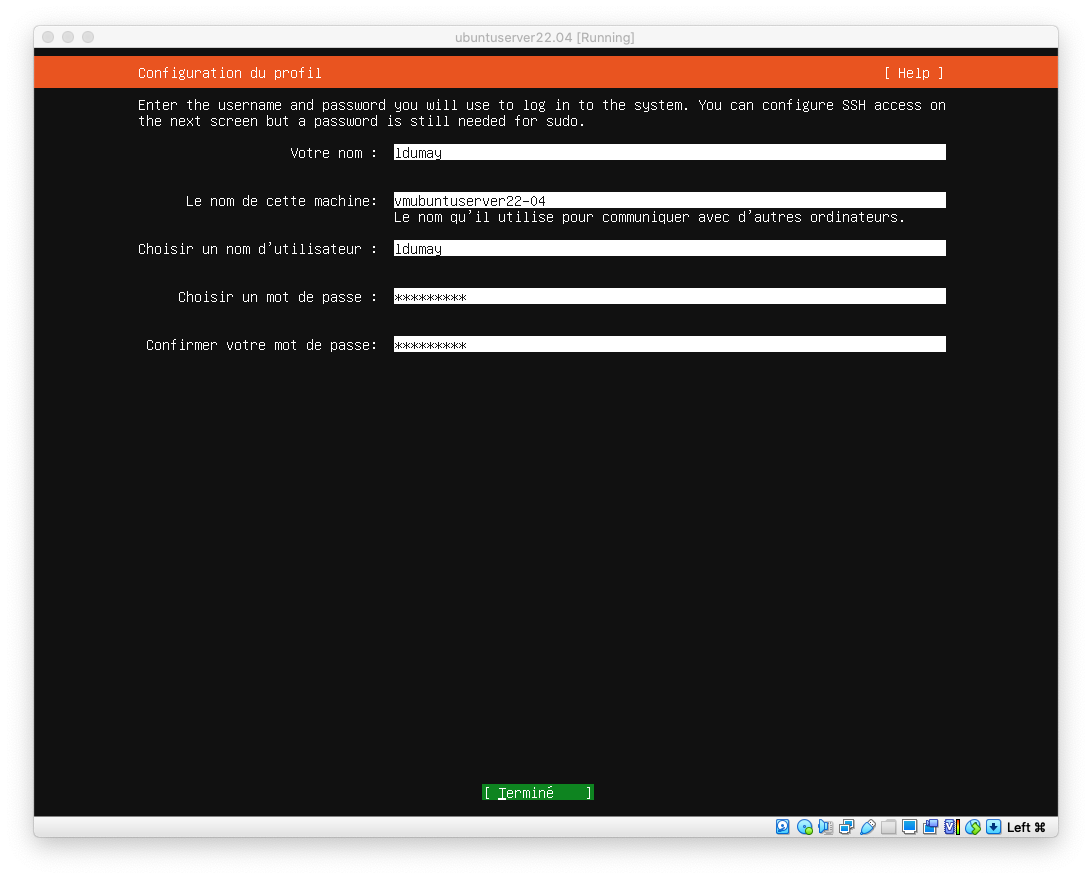 ubuntuserver22.04 [Running]
Configuration du profil [ Help ]
Enter the username and password you will use to log in to the system. You can configure SSH access on
the next screen but a password is still needed for sudo.
Votre nom : ldumay
Le nom de cette machine: vmubuntuserver22-04
Le nom qu'il utilise pour communiquer avec d'autres ordinateurs.
Choisir un nom d'utilisateur : ldumay
Choisir un mot de passe : *********
Confirmer votre mot de passe: *********
[ Terminé ]
Left ⌘